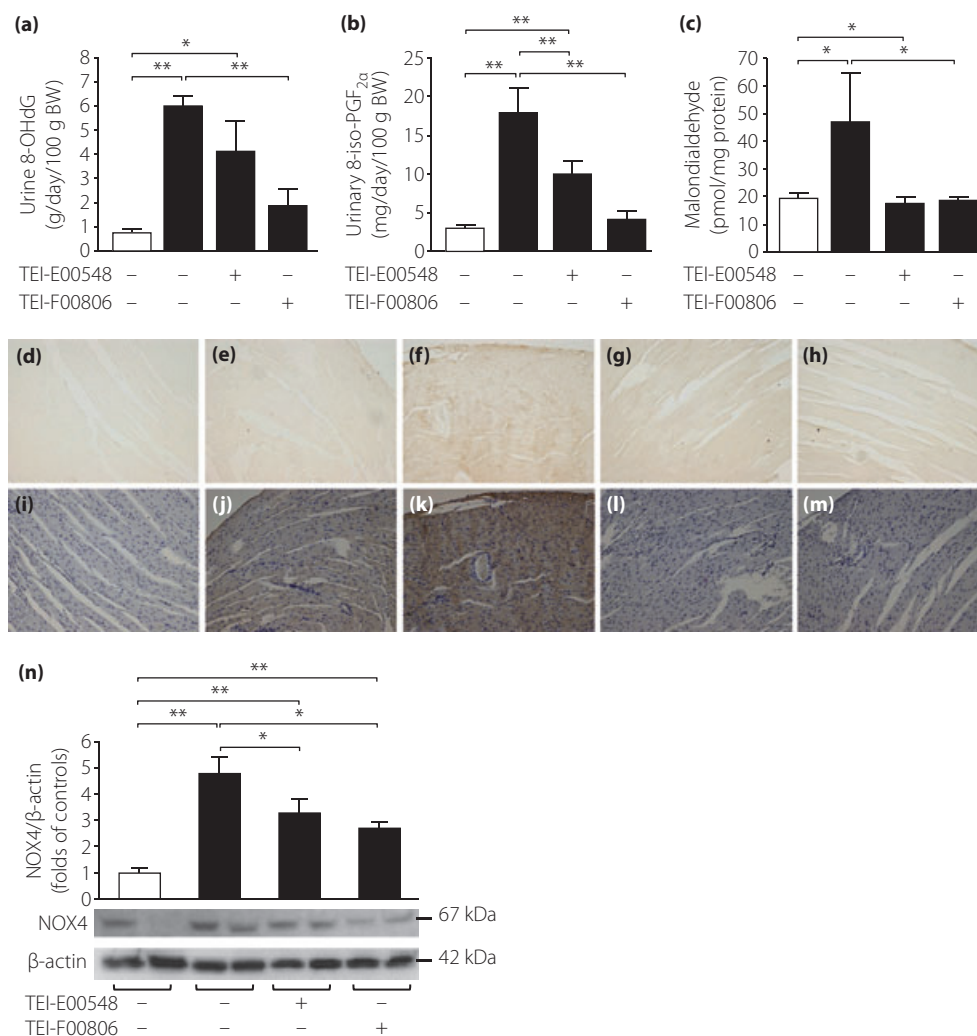 (a)
Urine 8-OHdG
(g/day/100 g BW)
8
7
6
5
4
3
2
1
0
*
**
**
TEI-E00548 – – + –
TEI-F00806 – – – +
(b)
Urinary 8-iso-PGF2α
(mg/day/100 g BW)
25
20
15
10
5
0
**
**
**
**
TEI-E00548 – – + –
TEI-F00806 – – – +
(c)
Malondialdehyde
(pmol/mg protein)
70
60
50
40
30
20
10
0
*
*
*
TEI-E00548 – – + –
TEI-F00806 – – – +
(d) (e) (f) (g) (h)
(i) (j) (k) (l) (m)
(n)
NOX4/β-actin
(folds of controls)
6
5
4
3
2
1
0
**
**
**
*
*
NOX4 67 kDa
β-actin 42 kDa
TEI-E00548 – – + –
TEI-F00806 – – – +